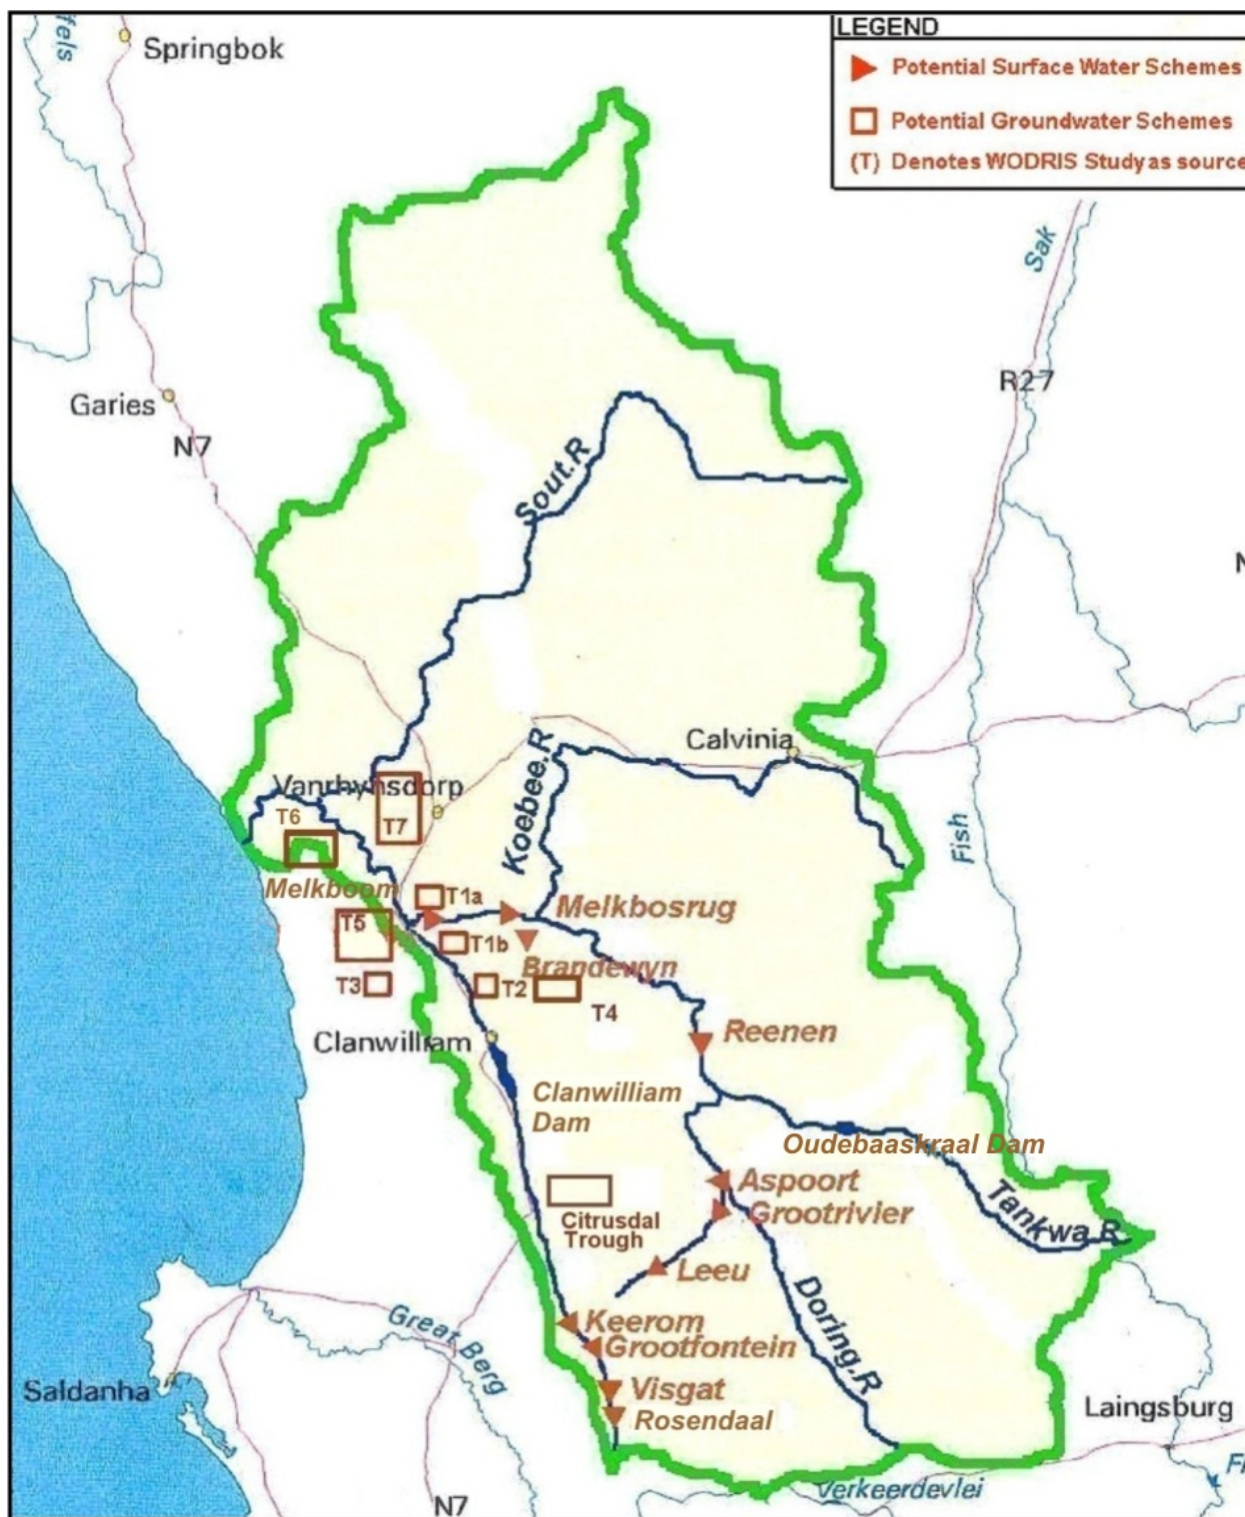 LEGEND
Potential Surface Water Schemes
Potential Groundwater Schemes
(T) Denotes WODRIS Study as source
fels
Springbok
Sak
R27
Garies
N7
Sout.R
N
Calvinia
Koebee.R
Vanrhynsdorp
T6
T7
Fish
Melkboom
T1a
Melkbosrug
T5
T1b
Brandewyn
T3
T2
T4
Reenen
Clanwilliam
Clanwilliam
Dam
Oudebaaskraal Dam
Aspoort
Tankwa.R
Grootrivier
Citrusdal
Trough
Leeu
Doring.R
Keerom
Great Berg
Grootfontein
Visgat
Saldanha
Rosendaal
Laingsburg
Verkeerdevlei
N7